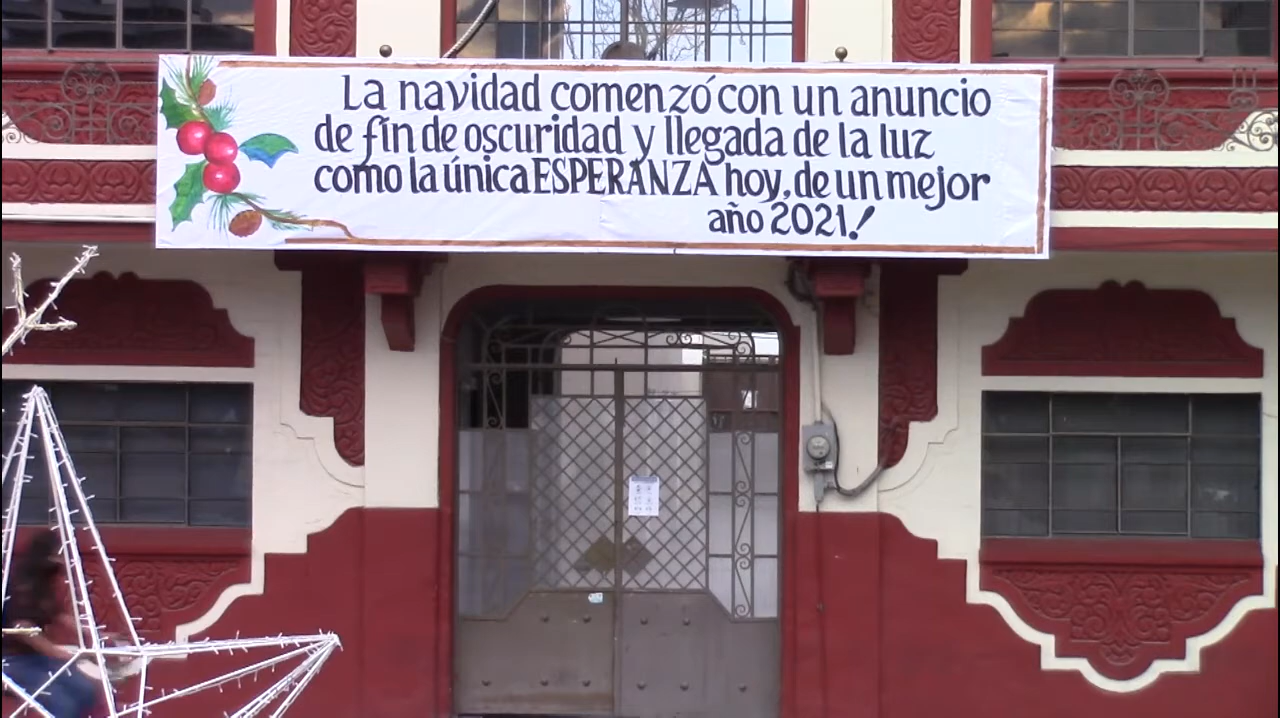 La navidad comenzó con un anuncio
de fin de oscuridad y llegada de la luz
como la única ESPERANZA hoy, de un mejor
año 2021!